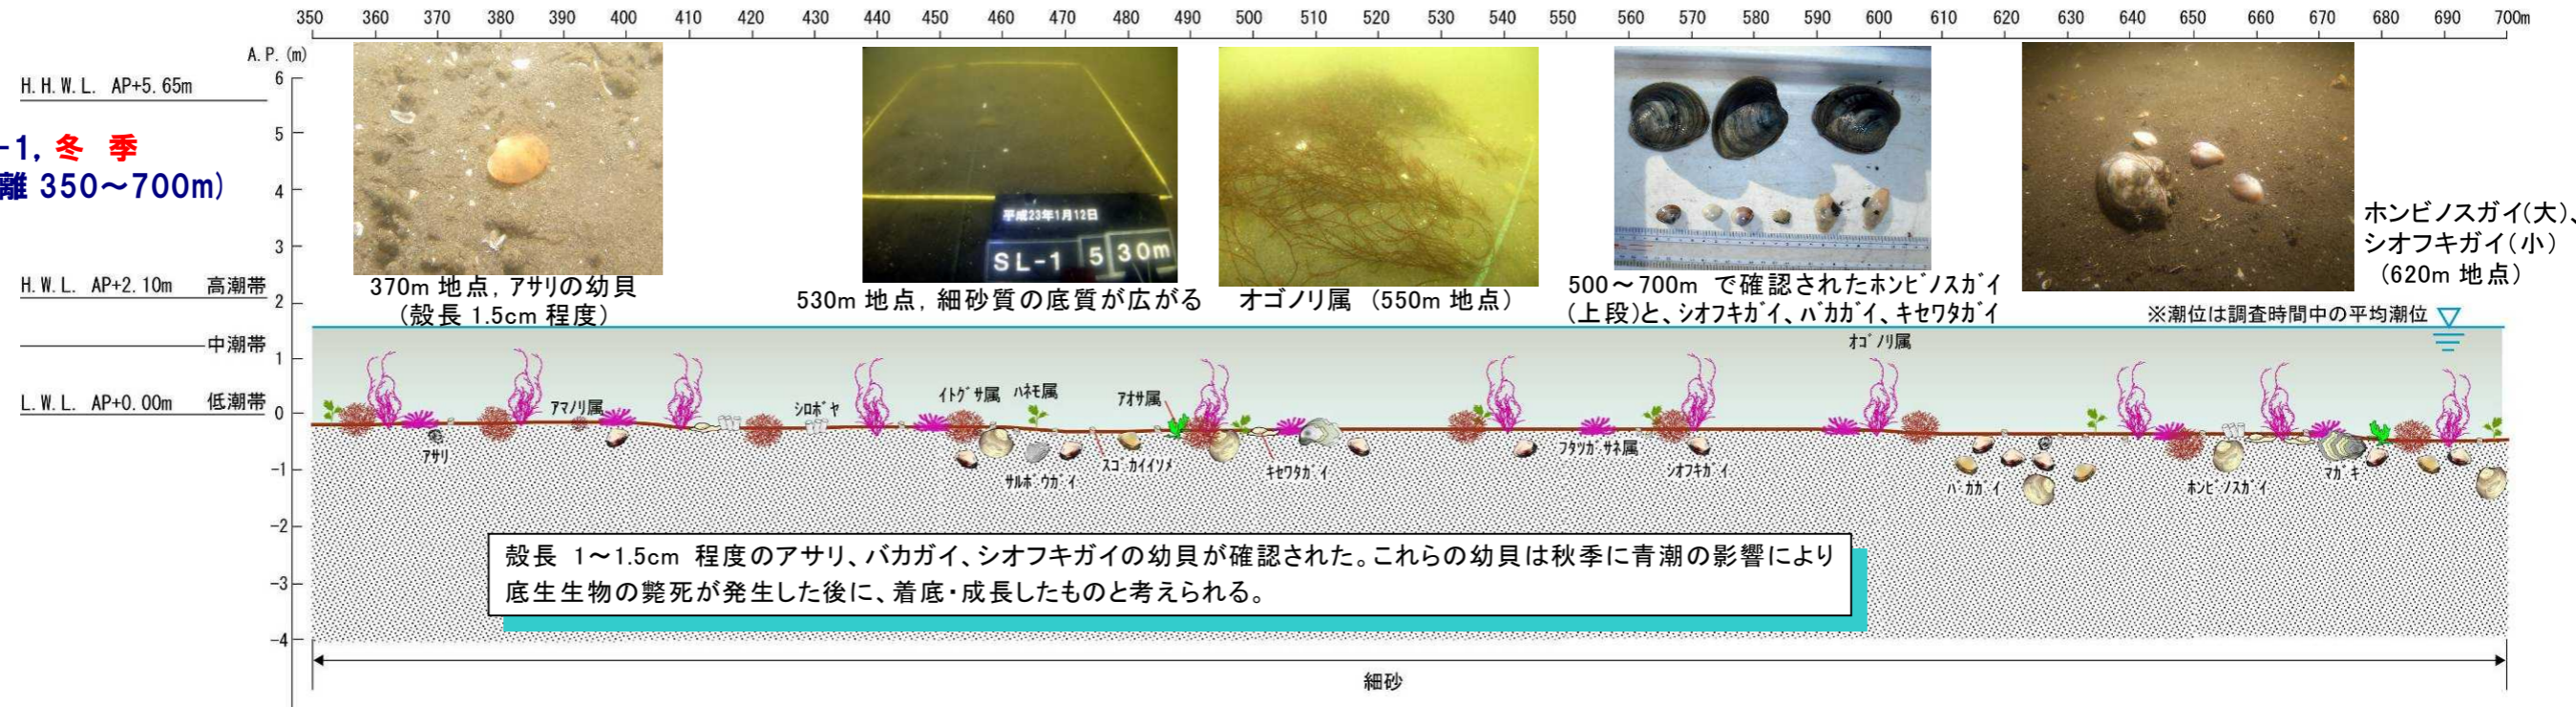 350 360 370 380 390 400 410 420 430 440 450 460 470 480 490 500 510 520 530 540 550 560 570 580 590 600 610 620 630 640 650 660 670 680 690 700m
A.P.(m)
H.H.W.L. AP+5.65m
6
5
-1, 冬 季
離 350～700m)
4
3
H.W.L. AP+2.10m 高潮帯
2
中潮帯
1
L.W.L. AP+0.00m 低潮帯
0
-1
-2
-3
-4
370m 地点，アサリの幼貝
(殻長 1.5cm 程度)
平成23年1月12日
SL-1 530m
530m 地点，細砂質の底質が広がる
オゴノリ属 (550m 地点)
500～700m で確認されたホンビノスガイ
(上段)と、シオフキガイ、バカガイ、キセワタガイ
ホンビノスガイ(大)、
シオフキガイ(小)
(620m 地点)
※潮位は調査時間中の平均潮位
オゴノリ属
アマノリ属
シロボヤ
イトグサ属
ハネモ属
アオサ属
アサリ
サルボウガイ
スゴカイイソメ
キセワタガイ
フタツガサネ属
シオフキガイ
バカガイ
ホンビノスガイ
マガキ
殻長 1～1.5cm 程度のアサリ、バカガイ、シオフキガイの幼貝が確認された。これらの幼貝は秋季に青潮の影響により
底生生物の斃死が発生した後に、着底・成長したものと考えられる。
細砂